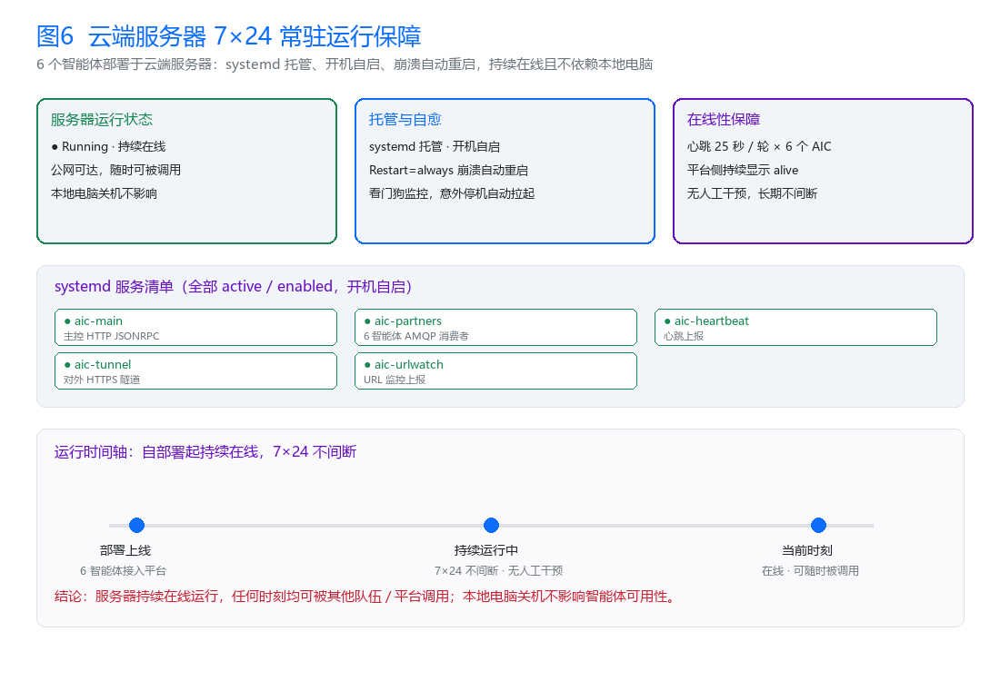 图6 云端服务器 7×24 常驻运行保障
6 个智能体部署于云端服务器：systemd 托管、开机自启、崩溃自动重启，持续在线且不依赖本地电脑
服务器运行状态
● Running · 持续在线
公网可达，随时可被调用
本地电脑关机不影响
托管与自愈
systemd 托管 · 开机自启
Restart=always 崩溃自动重启
看门狗监控，意外停机自动拉起
在线性保障
心跳 25 秒 / 轮 × 6 个 AIC
平台侧持续显示 alive
无人工干预，长期不间断
systemd 服务清单（全部 active / enabled，开机自启）
● aic-main
主控 HTTP JSONRPC
● aic-partners
6 智能体 AMQP 消费者
● aic-heartbeat
心跳上报
● aic-tunnel
对外 HTTPS 隧道
● aic-urlwatch
URL 监控上报
运行时间轴：自部署起持续在线，7×24 不间断
部署上线
6 智能体接入平台
持续运行中
7×24 不间断 · 无人工干预
当前时刻
在线 · 可随时被调用
结论：服务器持续在线运行，任何时刻均可被其他队伍 / 平台调用；本地电脑关机不影响智能体可用性。